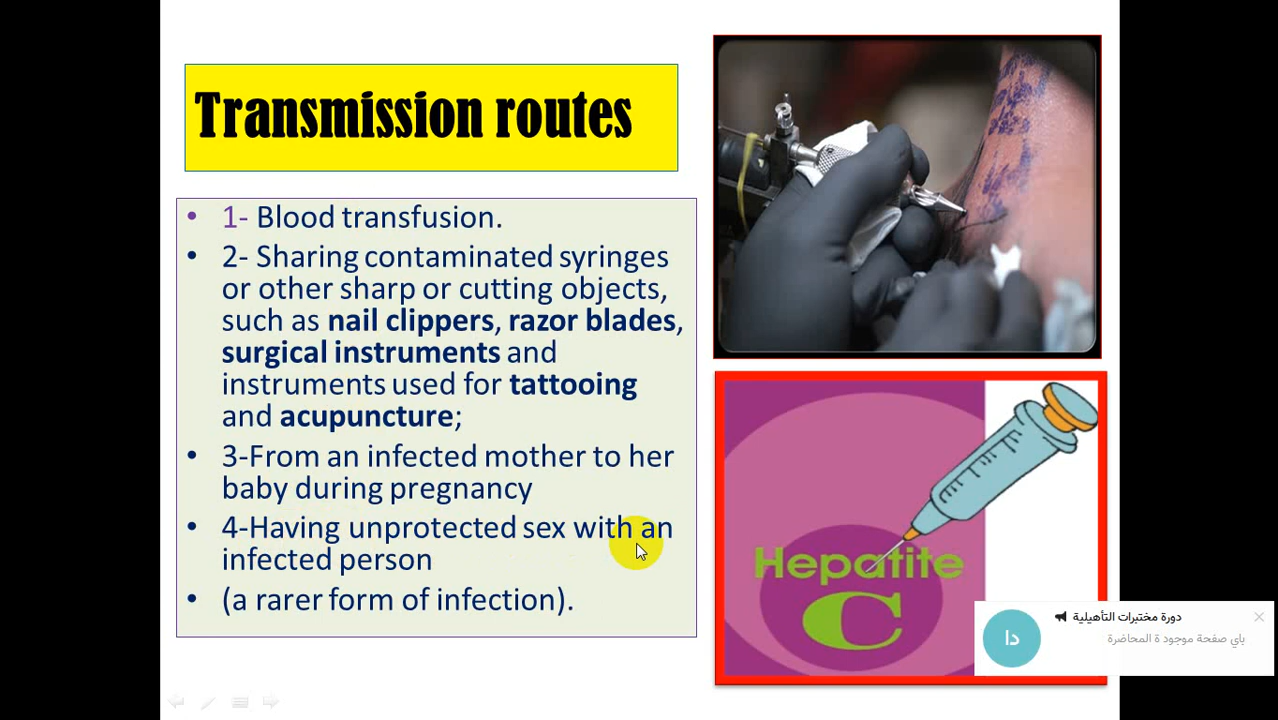 Transmission routes
• 1- Blood transfusion.
• 2- Sharing contaminated syringes
or other sharp or cutting objects,
such as nail clippers, razor blades,
surgical instruments and
instruments used for tattooing
and acupuncture;
• 3-From an infected mother to her
baby during pregnancy
• 4-Having unprotected sex with an
infected person
• (a rarer form of infection).
Hepatite
C
دورة مختبرات التأهيلية
باي صفحة موجود ة المحاضرة
دا